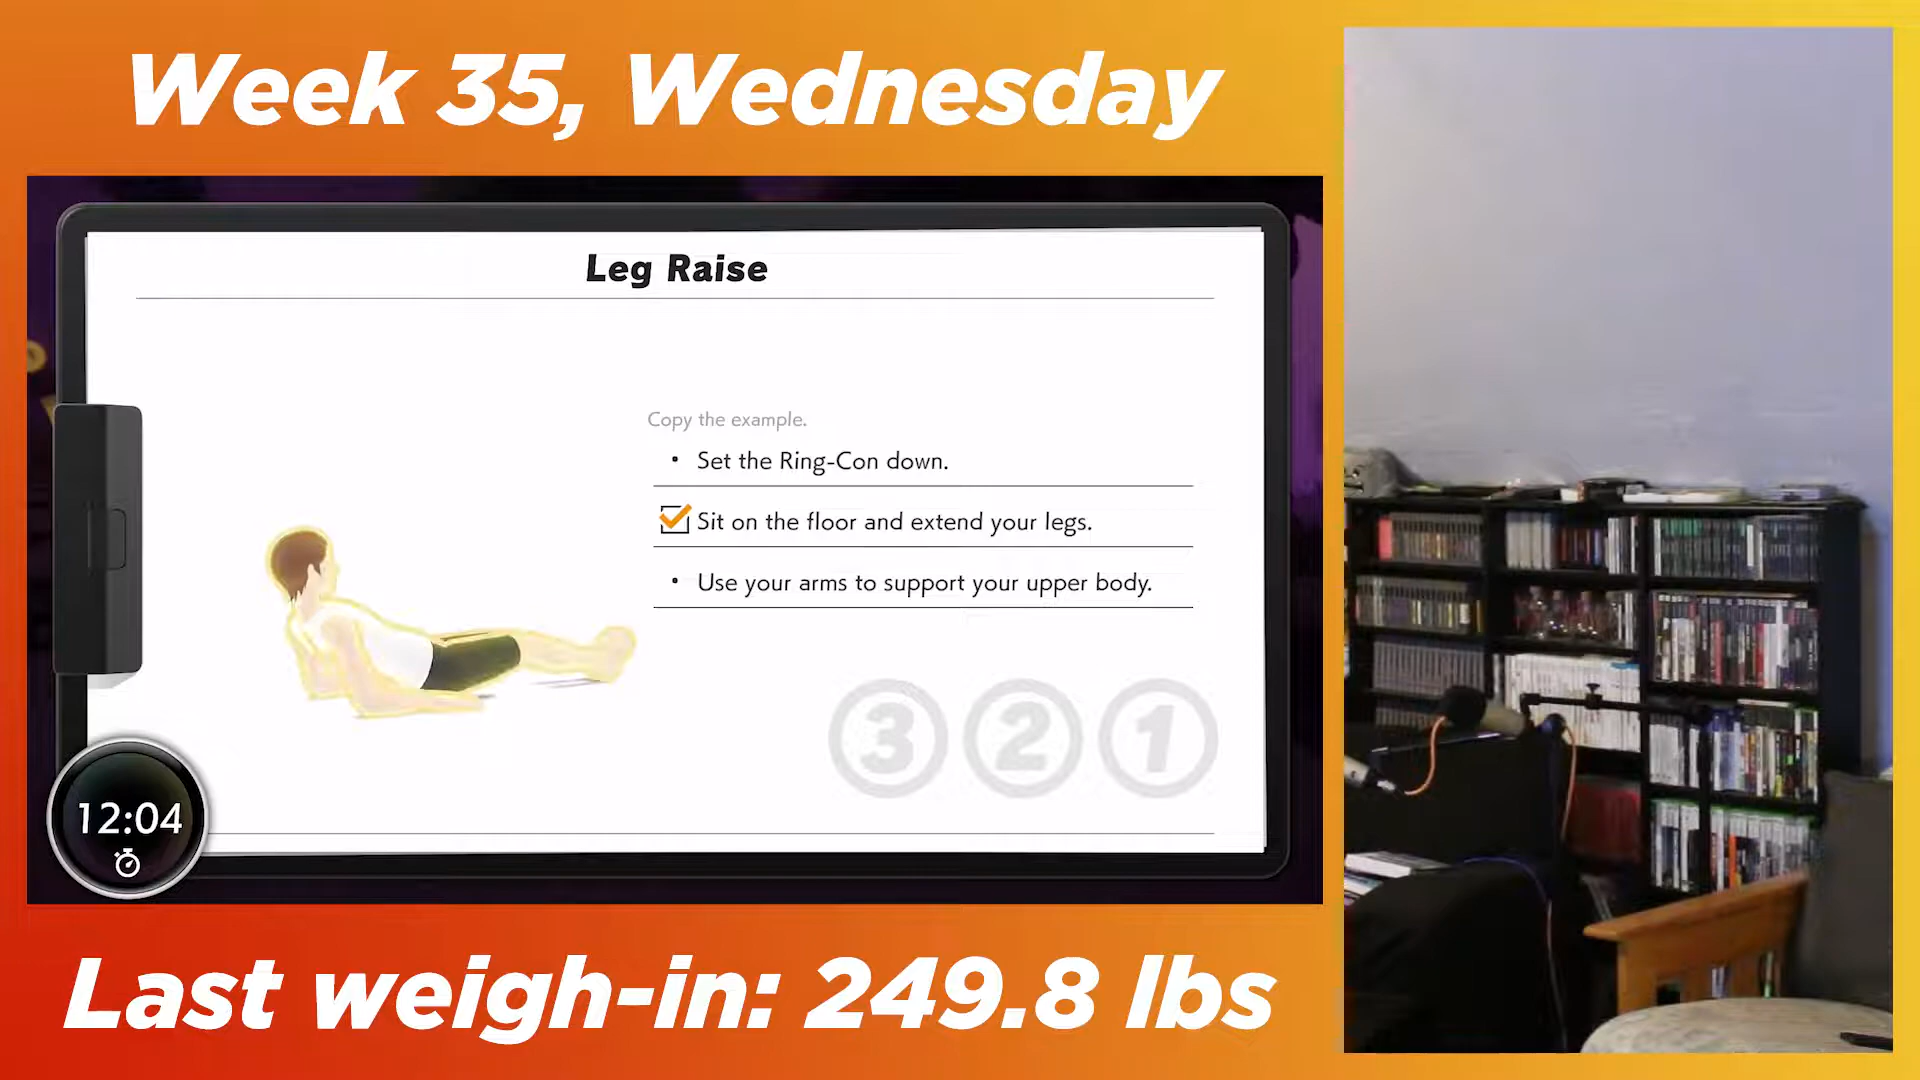 Week 35, Wednesday
Leg Raise
Copy the example.
• Set the Ring-Con down.
Sit on the floor and extend your legs.
• Use your arms to support your upper body.
3 2 1
12:04
Last weigh-in: 249.8 lbs